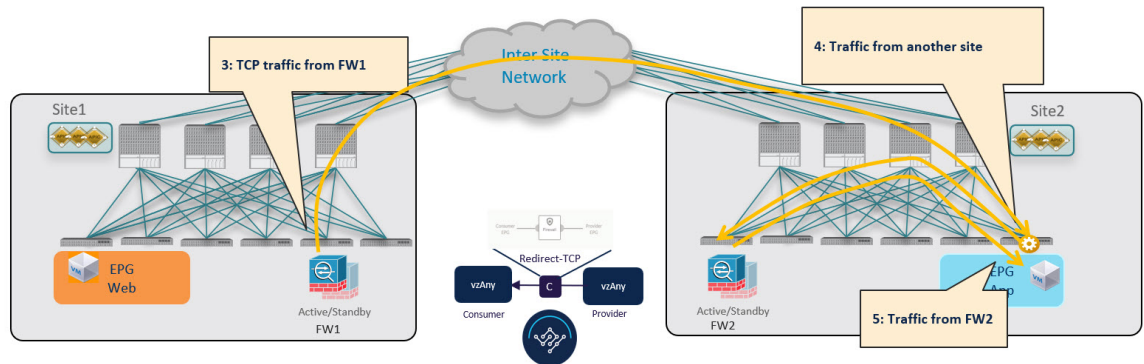 3: TCP traffic from FW1
Inter Site
Network
4: Traffic from another site
Site1
Site2
VM
EPG
Web
Active/Standby
FW1
Consumer
EPG
Firewall
Provider
EPG
Redirect-TCP
vzAny
C
vzAny
Consumer
Provider
Active/Standby
FW2
EPG
App
VM
5: Traffic from FW2